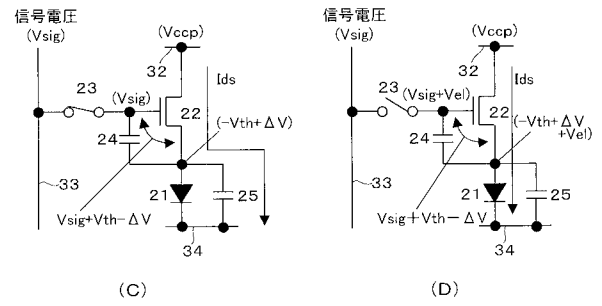 信号電圧
(Vsig)
(Vccp)
32
Ids
23
(Vsig)
22
(-Vth+ΔV)
24
33
21
25
Vsig+Vth-ΔV
34
(C)
信号電圧
(Vsig)
(Vccp)
32
Ids
23
(Vsig+Vel)
22
(-Vth+ΔV
+Vel)
24
33
21
25
Vsig+Vth-ΔV
34
(D)